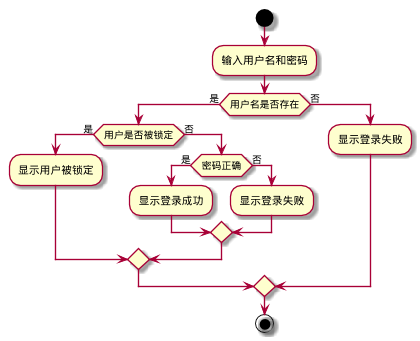 输入用户名和密码
是
用户名是否存在
否
是
用户是否被锁定
否
显示登录失败
是
密码正确
否
显示用户被锁定
显示登录成功
显示登录失败